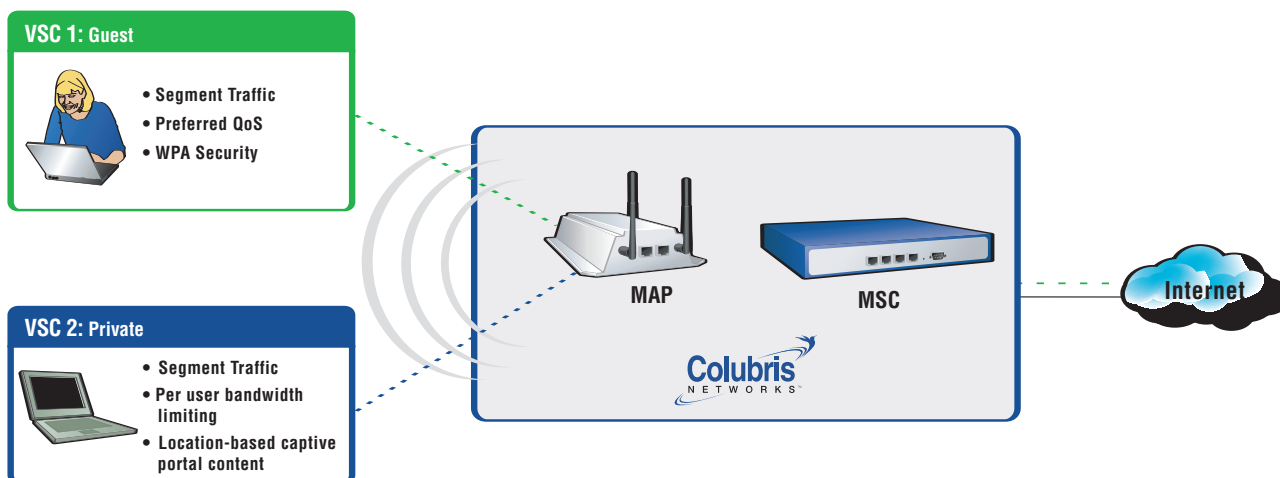 VSC 1: Guest
• Segment Traffic
• Preferred QoS
• WPA Security
MAP
MSC
Internet
Colubris
NETWORKS™
VSC 2: Private
• Segment Traffic
• Per user bandwidth
limiting
• Location-based captive
portal content